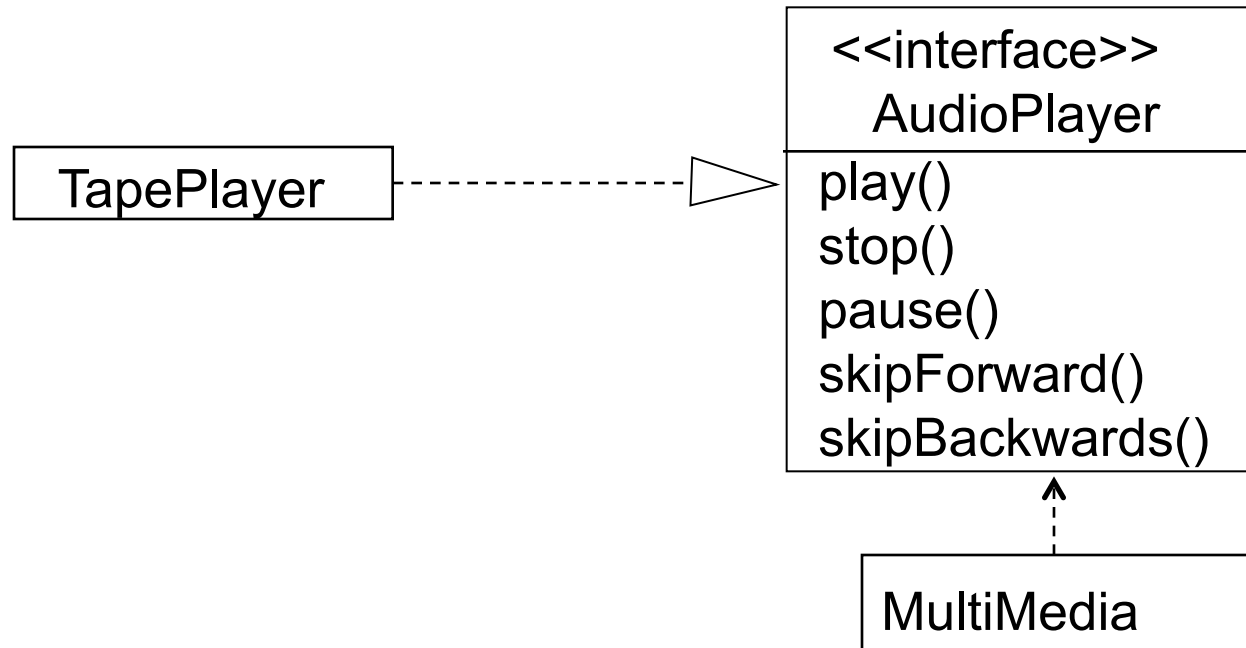 <<interface>>
AudioPlayer
TapePlayer
play()
stop()
pause()
skipForward()
skipBackwards()
MultiMedia